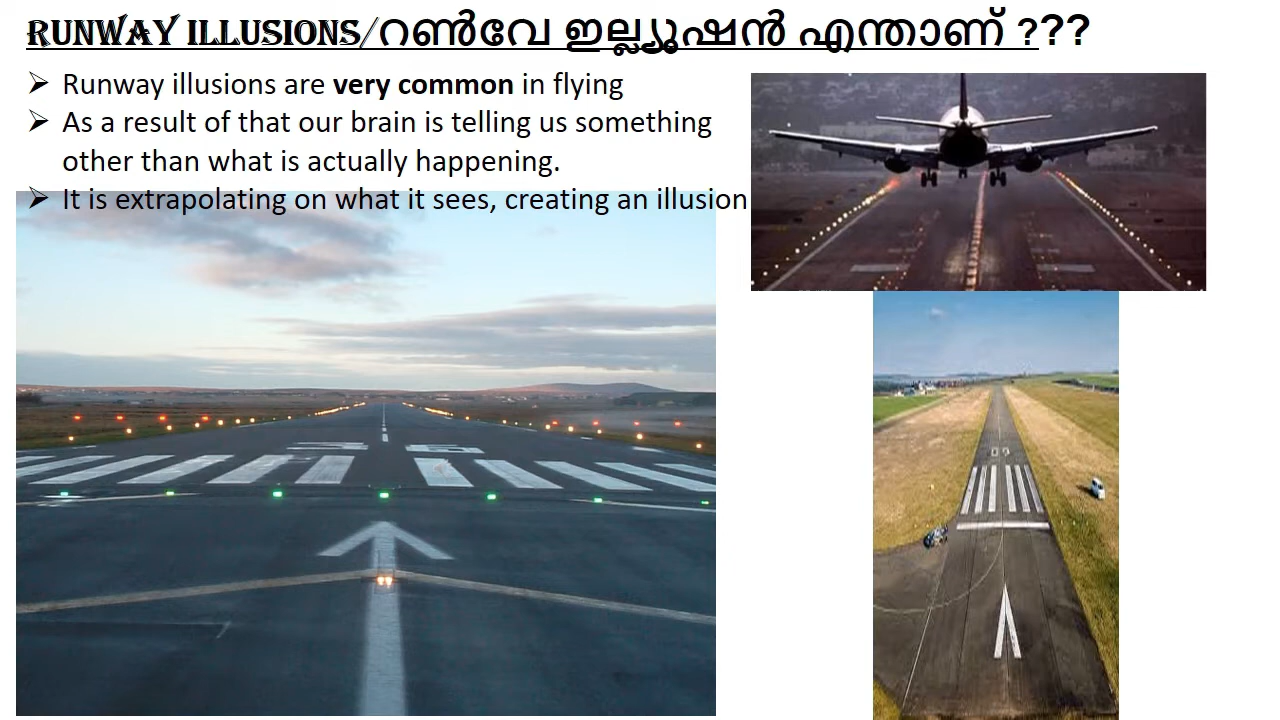 RUNWAY ILLUSIONS/റൺവേ ഇല്ല്യുഷൻ എന്താണ് ???
➢ Runway illusions are very common in flying
➢ As a result of that our brain is telling us something
other than what is actually happening.
➢ It is extrapolating on what it sees, creating an illusion